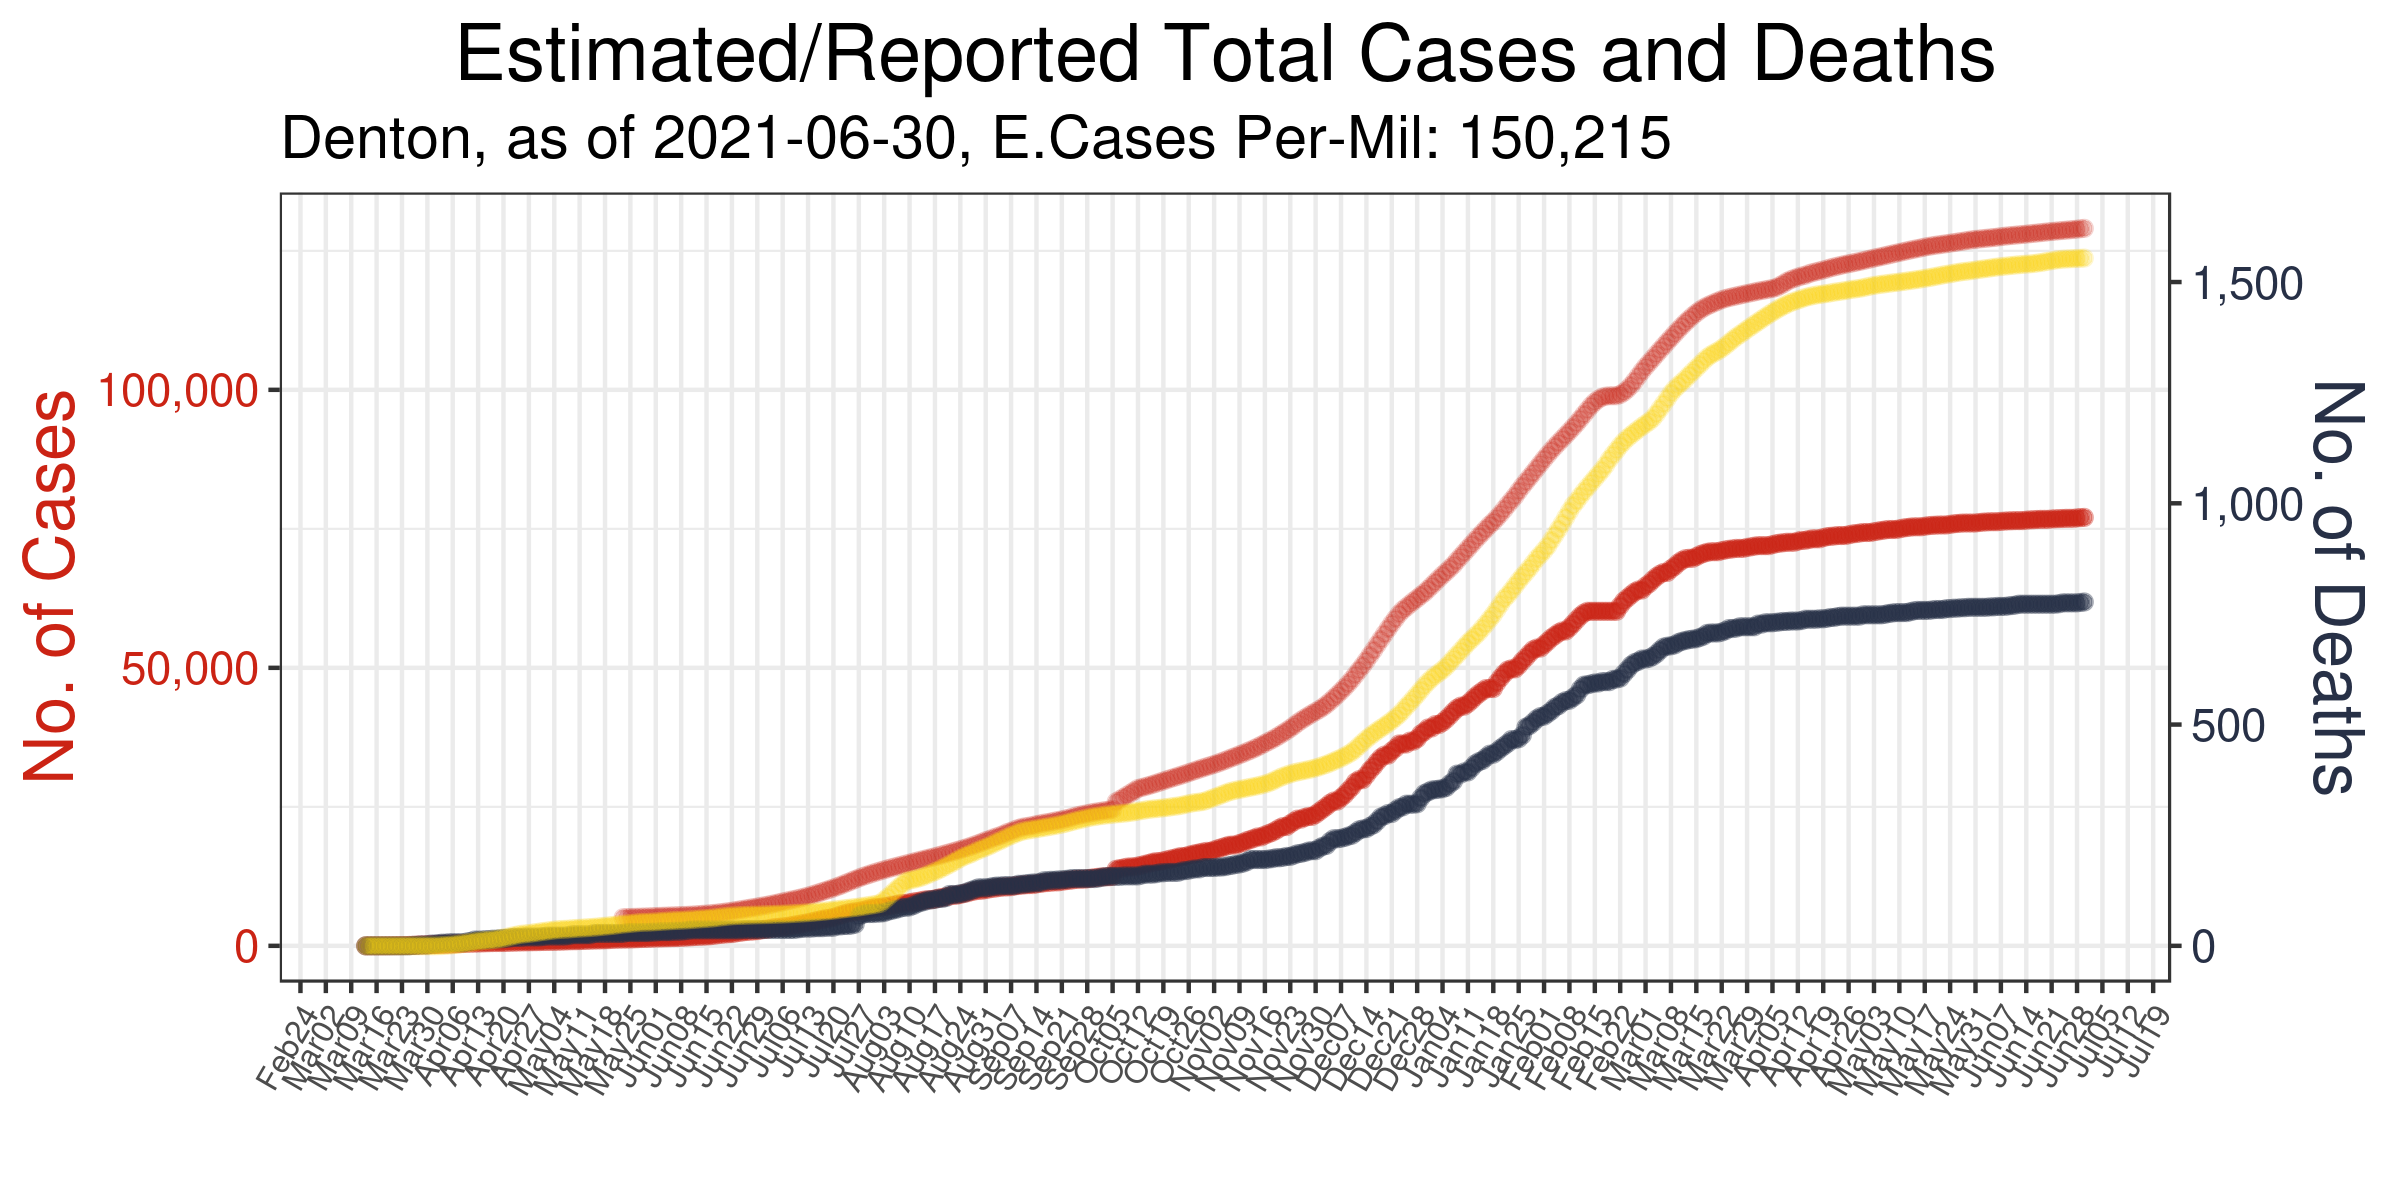 Estimated/Reported Total Cases and Deaths
Denton, as of 2021-06-30, E.Cases Per-Mil: 150,215
No. of Cases
100,000
50,000
0
1,500
1,000
500
0
No. of Deaths
Feb24
Mar02
Mar09
Mar16
Mar23
Mar30
Apr06
Apr13
Apr20
Apr27
May04
May11
May18
May25
Jun01
Jun08
Jun15
Jun22
Jun29
Jul06
Jul13
Jul20
Jul27
Aug03
Aug10
Aug17
Aug24
Aug31
Sep07
Sep14
Sep21
Sep28
Oct05
Oct12
Oct19
Oct26
Nov02
Nov09
Nov16
Nov23
Nov30
Dec07
Dec14
Dec21
Dec28
Jan04
Jan11
Jan18
Jan25
Feb01
Feb08
Feb15
Feb22
Mar01
Mar08
Mar15
Mar22
Mar29
Apr05
Apr12
Apr19
Apr26
May03
May10
May17
May24
May31
Jun07
Jun14
Jun21
Jun28
Jul05
Jul12
Jul19